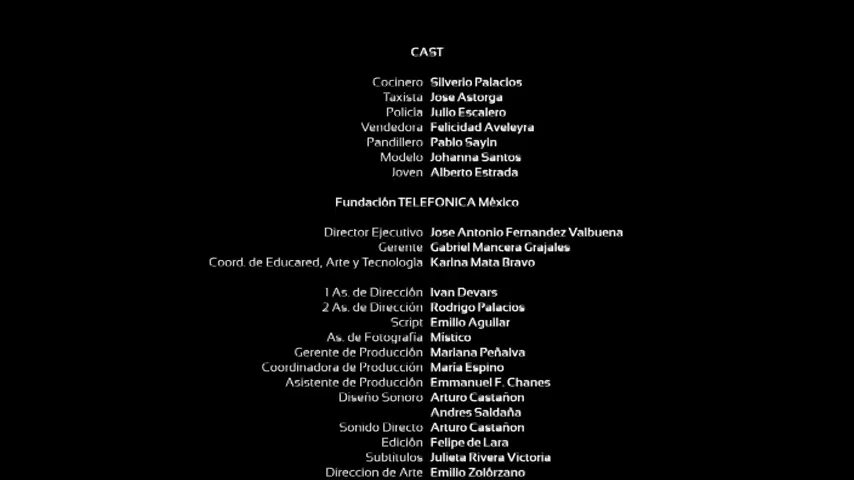 CAST
Cocinero Silverio Palacios
Taxista Jose Astorga
Policía Julio Escalero
Vendedora Felicidad Aveleyra
Pandillero Pablo Sayin
Modelo Johanna Santos
Joven Alberto Estrada
Fundación TELEFONICA México
Director Ejecutivo Jose Antonio Fernandez Valbuena
Gerente Gabriel Mancera Grajales
Coord. de Educared, Arte y Tecnología Karina Mata Bravo
1 As. de Dirección Ivan Devars
2 As. de Dirección Rodrigo Palacios
Script Emilio Aguilar
As. de Fotografía Místico
Gerente de Producción Mariana Peñalva
Coordinadora de Producción María Espino
Asistente de Producción Emmanuel F. Chanes
Diseño Sonoro Arturo Castañon
Andres Saldaña
Sonido Directo Arturo Castañon
Edición Felipe de Lara
Subtítulos Julieta Rivera Victoria
Direccion de Arte Emilio Zolórzano